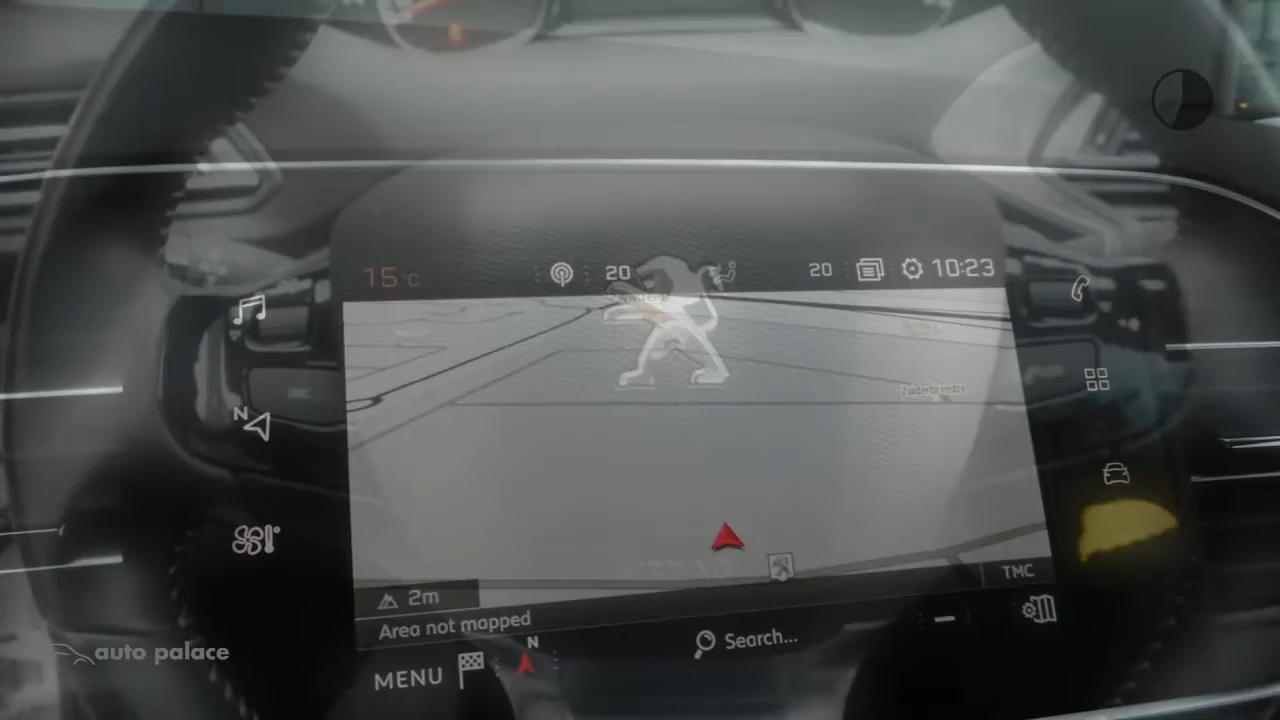 15°C
20
20
10:23
Zuiderbreedte
N
2m
TMC
Area not mapped
N
Search...
MENU
auto palace